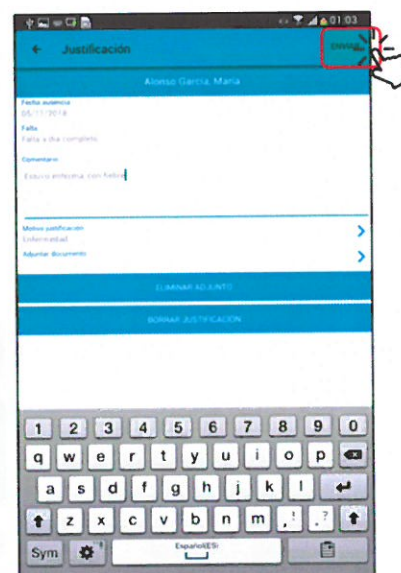 01:03
Justificación
ENVIAR
Alonso García, María
Fecha ausencia
05/11/2018
Falta
Falta a día completo
Comentario
Estuvo enferma con fiebre
Motivo justificación
Enfermedad
Adjuntar documento
ELIMINAR ADJUNTO
BORRAR JUSTIFICACIÓN
1 2 3 4 5 6 7 8 9 0
q w e r t y u i o p
a s d f g h j k l
z x c v b n m , ! . ?
Sym Español(ES)